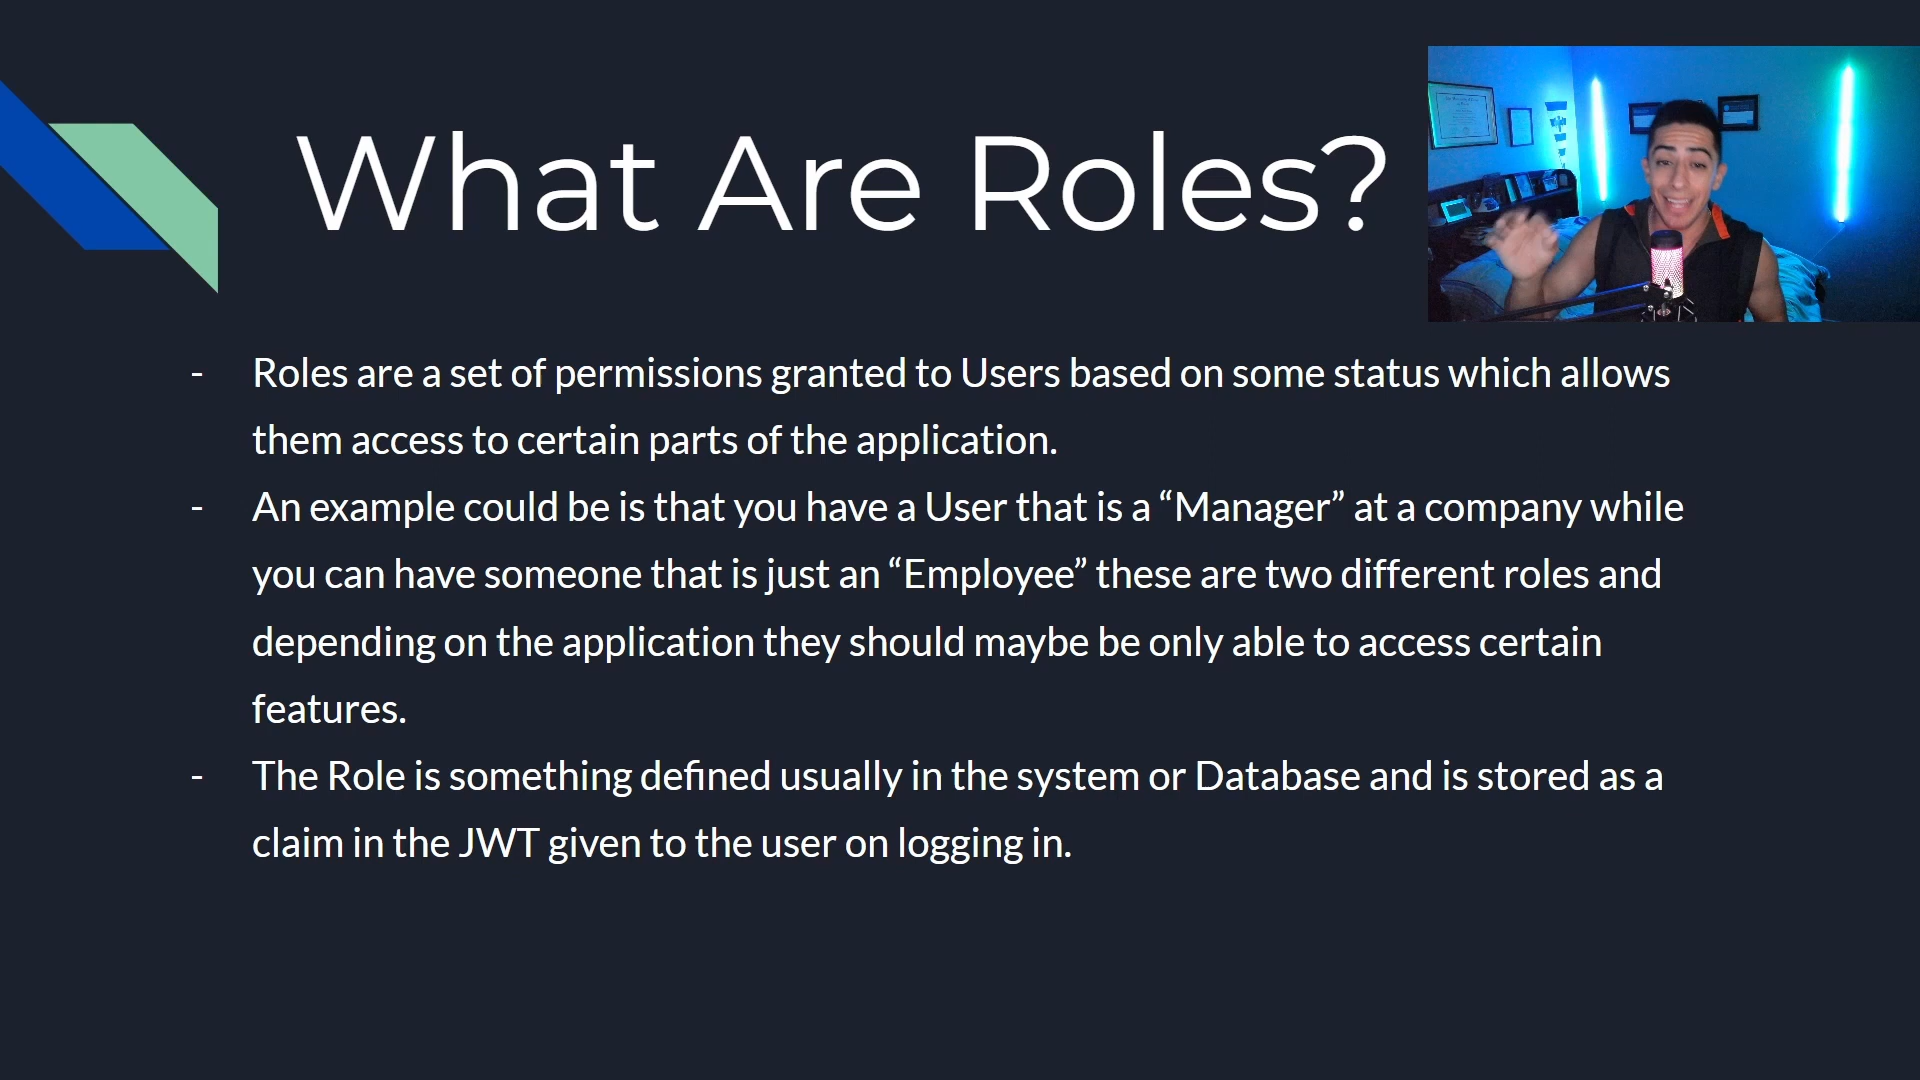 What Are Roles?
- Roles are a set of permissions granted to Users based on some status which allows
them access to certain parts of the application.
- An example could be is that you have a User that is a “Manager” at a company while
you can have someone that is just an “Employee” these are two different roles and
depending on the application they should maybe be only able to access certain
features.
- The Role is something defined usually in the system or Database and is stored as a
claim in the JWT given to the user on logging in.